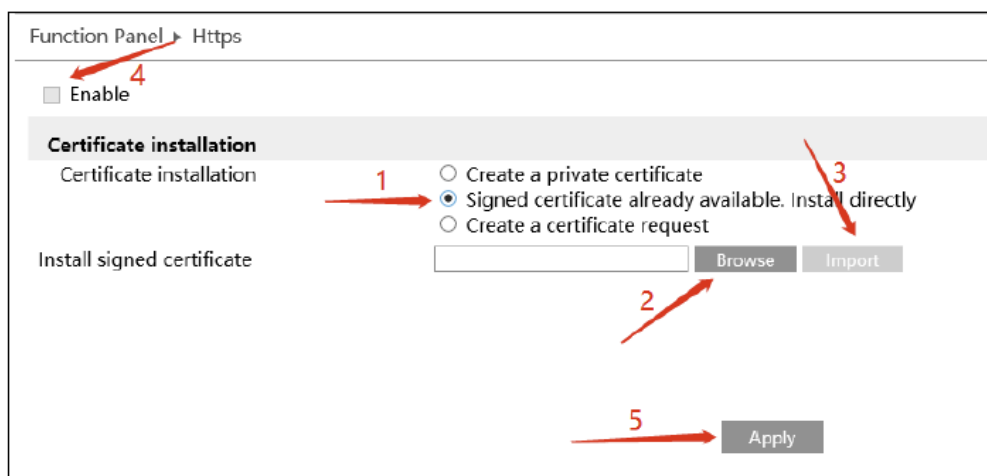 Function Panel ▸ Https
4
Enable
Certificate installation
Certificate installation
1
Create a private certificate
3
Signed certificate already available. Install directly
Create a certificate request
Install signed certificate
Browse
Import
2
5
Apply